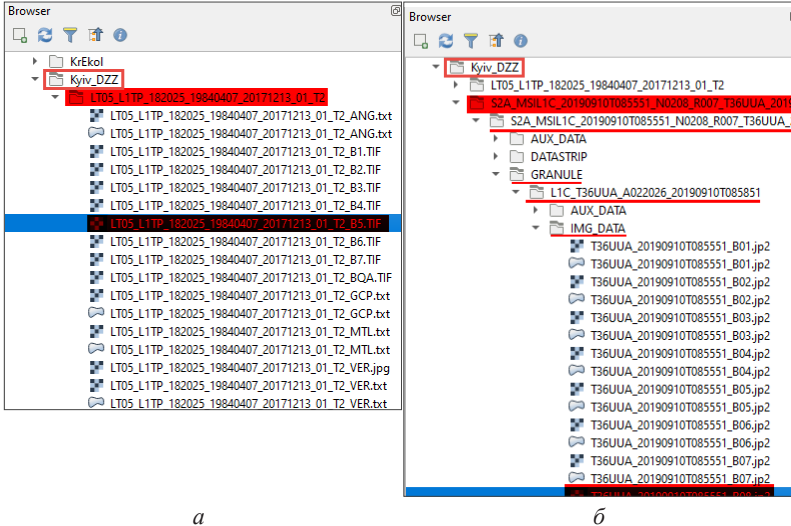 Browser
KrEkol
Kyiv_DZZ
LT05_L1TP_182025_19840407_20171213_01_T2
LT05_L1TP_182025_19840407_20171213_01_T2_ANG.txt
LT05_L1TP_182025_19840407_20171213_01_T2_ANG.txt
LT05_L1TP_182025_19840407_20171213_01_T2_B1.TIF
LT05_L1TP_182025_19840407_20171213_01_T2_B2.TIF
LT05_L1TP_182025_19840407_20171213_01_T2_B3.TIF
LT05_L1TP_182025_19840407_20171213_01_T2_B4.TIF
LT05_L1TP_182025_19840407_20171213_01_T2_B5.TIF
LT05_L1TP_182025_19840407_20171213_01_T2_B6.TIF
LT05_L1TP_182025_19840407_20171213_01_T2_B7.TIF
LT05_L1TP_182025_19840407_20171213_01_T2_BQA.TIF
LT05_L1TP_182025_19840407_20171213_01_T2_GCP.txt
LT05_L1TP_182025_19840407_20171213_01_T2_GCP.txt
LT05_L1TP_182025_19840407_20171213_01_T2_MTL.txt
LT05_L1TP_182025_19840407_20171213_01_T2_MTL.txt
LT05_L1TP_182025_19840407_20171213_01_T2_VER.jpg
LT05_L1TP_182025_19840407_20171213_01_T2_VER.txt
LT05_L1TP_182025_19840407_20171213_01_T2_VER.txt
а
Browser
Kyiv_DZZ
LT05_L1TP_182025_19840407_20171213_01_T2
S2A_MSIL1C_20190910T085551_N0208_R007_T36UUA_201
S2A_MSIL1C_20190910T085551_N0208_R007_T36UUA_
AUX_DATA
DATASTRIP
GRANULE
L1C_T36UUA_A022026_20190910T085851
AUX_DATA
IMG_DATA
T36UUA_20190910T085551_B01.jp2
T36UUA_20190910T085551_B01.jp2
T36UUA_20190910T085551_B02.jp2
T36UUA_20190910T085551_B02.jp2
T36UUA_20190910T085551_B03.jp2
T36UUA_20190910T085551_B03.jp2
T36UUA_20190910T085551_B04.jp2
T36UUA_20190910T085551_B04.jp2
T36UUA_20190910T085551_B05.jp2
T36UUA_20190910T085551_B05.jp2
T36UUA_20190910T085551_B06.jp2
T36UUA_20190910T085551_B06.jp2
T36UUA_20190910T085551_B07.jp2
T36UUA_20190910T085551_B07.jp2
б